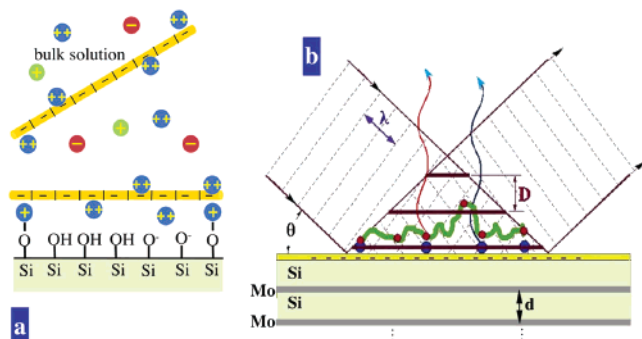 bulk solution
++
++
−
+
++
++
++
+
−
−
++
++
+
++
++
+
O OH OH OH O⁻ O⁻ O
Si Si Si Si Si Si Si
a
b
λ
D
θ
Si
Mo
Si
d
Mo